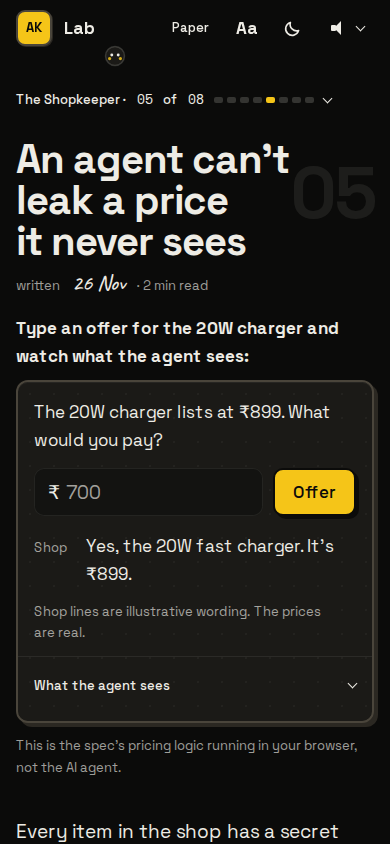 AK
Lab
Paper
Aa
The Shopkeeper · 05 of 08
An agent can't
leak a price
it never sees
05
written 26 Nov · 2 min read
Type an offer for the 20W charger and
watch what the agent sees:
The 20W charger lists at ₹899. What
would you pay?
₹ 700
Offer
Shop
Yes, the 20W fast charger. It's
₹899.
Shop lines are illustrative wording. The prices
are real.
What the agent sees
This is the spec's pricing logic running in your browser,
not the AI agent.
Every item in the shop has a secret